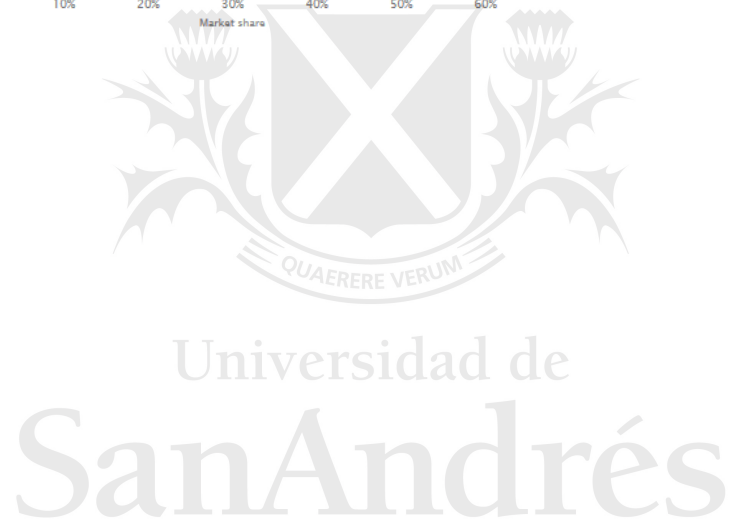 10% 20% 30% 40% 50% 60%
Market share
QUAERERE VERUM
Universidad de
SanAndrés